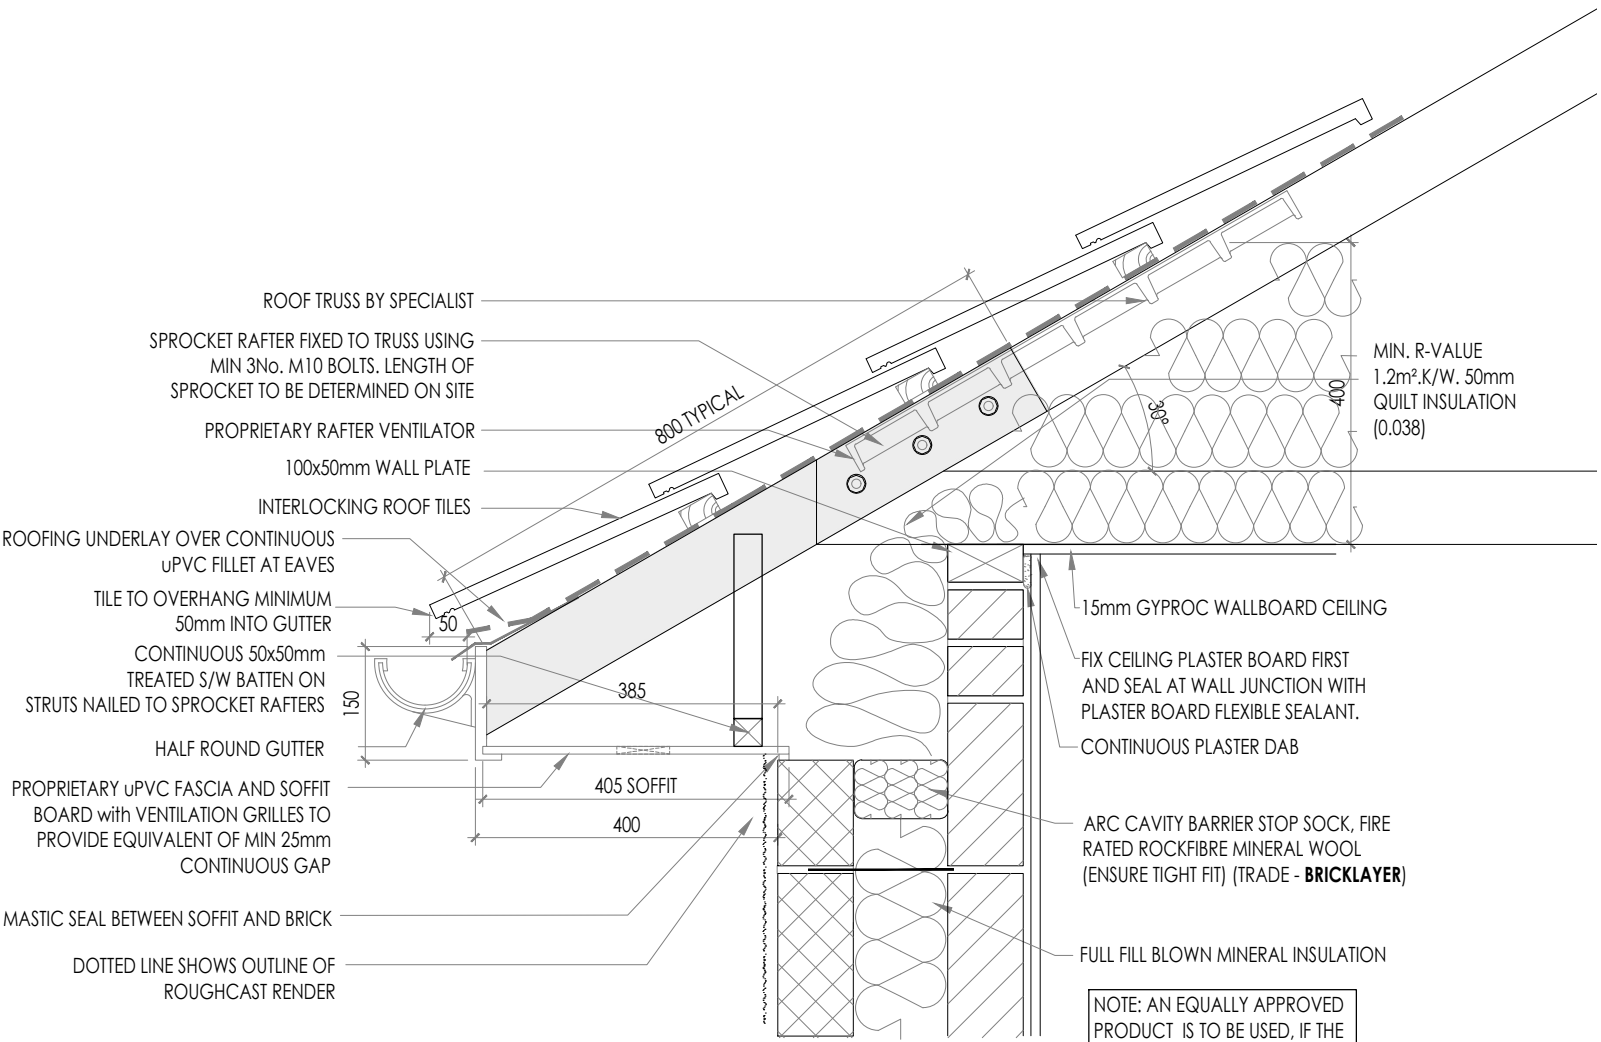 ROOF TRUSS BY SPECIALIST
SPROCKET RAFTER FIXED TO TRUSS USING
MIN 3No. M10 BOLTS. LENGTH OF
SPROCKET TO BE DETERMINED ON SITE
PROPRIETARY RAFTER VENTILATOR
100x50mm WALL PLATE
INTERLOCKING ROOF TILES
ROOFING UNDERLAY OVER CONTINUOUS
uPVC FILLET AT EAVES
TILE TO OVERHANG MINIMUM
50mm INTO GUTTER
CONTINUOUS 50x50mm
TREATED S/W BATTEN ON
STRUTS NAILED TO SPROCKET RAFTERS
HALF ROUND GUTTER
PROPRIETARY uPVC FASCIA AND SOFFIT
BOARD with VENTILATION GRILLES TO
PROVIDE EQUIVALENT OF MIN 25mm
CONTINUOUS GAP
MASTIC SEAL BETWEEN SOFFIT AND BRICK
DOTTED LINE SHOWS OUTLINE OF
ROUGHCAST RENDER
800 TYPICAL
50
150
385
405 SOFFIT
400
30°
400
MIN. R-VALUE
1.2m².K/W. 50mm
QUILT INSULATION
(0.038)
15mm GYPROC WALLBOARD CEILING
FIX CEILING PLASTER BOARD FIRST
AND SEAL AT WALL JUNCTION WITH
PLASTER BOARD FLEXIBLE SEALANT.
CONTINUOUS PLASTER DAB
ARC CAVITY BARRIER STOP SOCK, FIRE
RATED ROCKFIBRE MINERAL WOOL
(ENSURE TIGHT FIT) (TRADE - BRICKLAYER)
FULL FILL BLOWN MINERAL INSULATION
NOTE: AN EQUALLY APPROVED
PRODUCT IS TO BE USED, IF THE